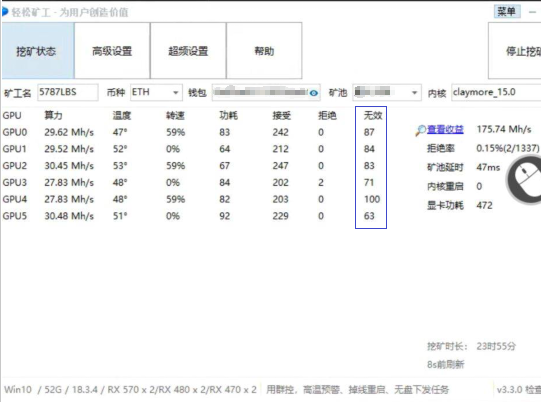 轻松矿工 · 为用户创造价值 菜单
挖矿状态 高级设置 超频设置 帮助 停止挖矿
矿工名 5787LBS 币种 ETH 钱包 矿池 内核 claymore_15.0
GPU 算力 温度 转速 功耗 接受 拒绝 无效
GPU0 29.62 Mh/s 47° 59% 83 242 0 87
GPU1 29.52 Mh/s 52° 0% 64 212 0 84
GPU2 30.45 Mh/s 53° 59% 67 247 0 83
GPU3 27.83 Mh/s 48° 0% 84 202 2 71
GPU4 27.83 Mh/s 48° 59% 82 203 0 100
GPU5 30.48 Mh/s 51° 0% 92 229 0 63
查看收益 175.74 Mh/s
拒绝率 0.15%(2/1337)
矿池延时 47ms
内核重启 0
显卡功耗 472
挖矿时长: 23时55分
8s前刷新
Win10 / 52G / 18.3.4 / RX 570 x 2/RX 480 x 2/RX 470 x 2 用群控，高温预警、掉线重启、无盘下发任务 v3.3.0 检查